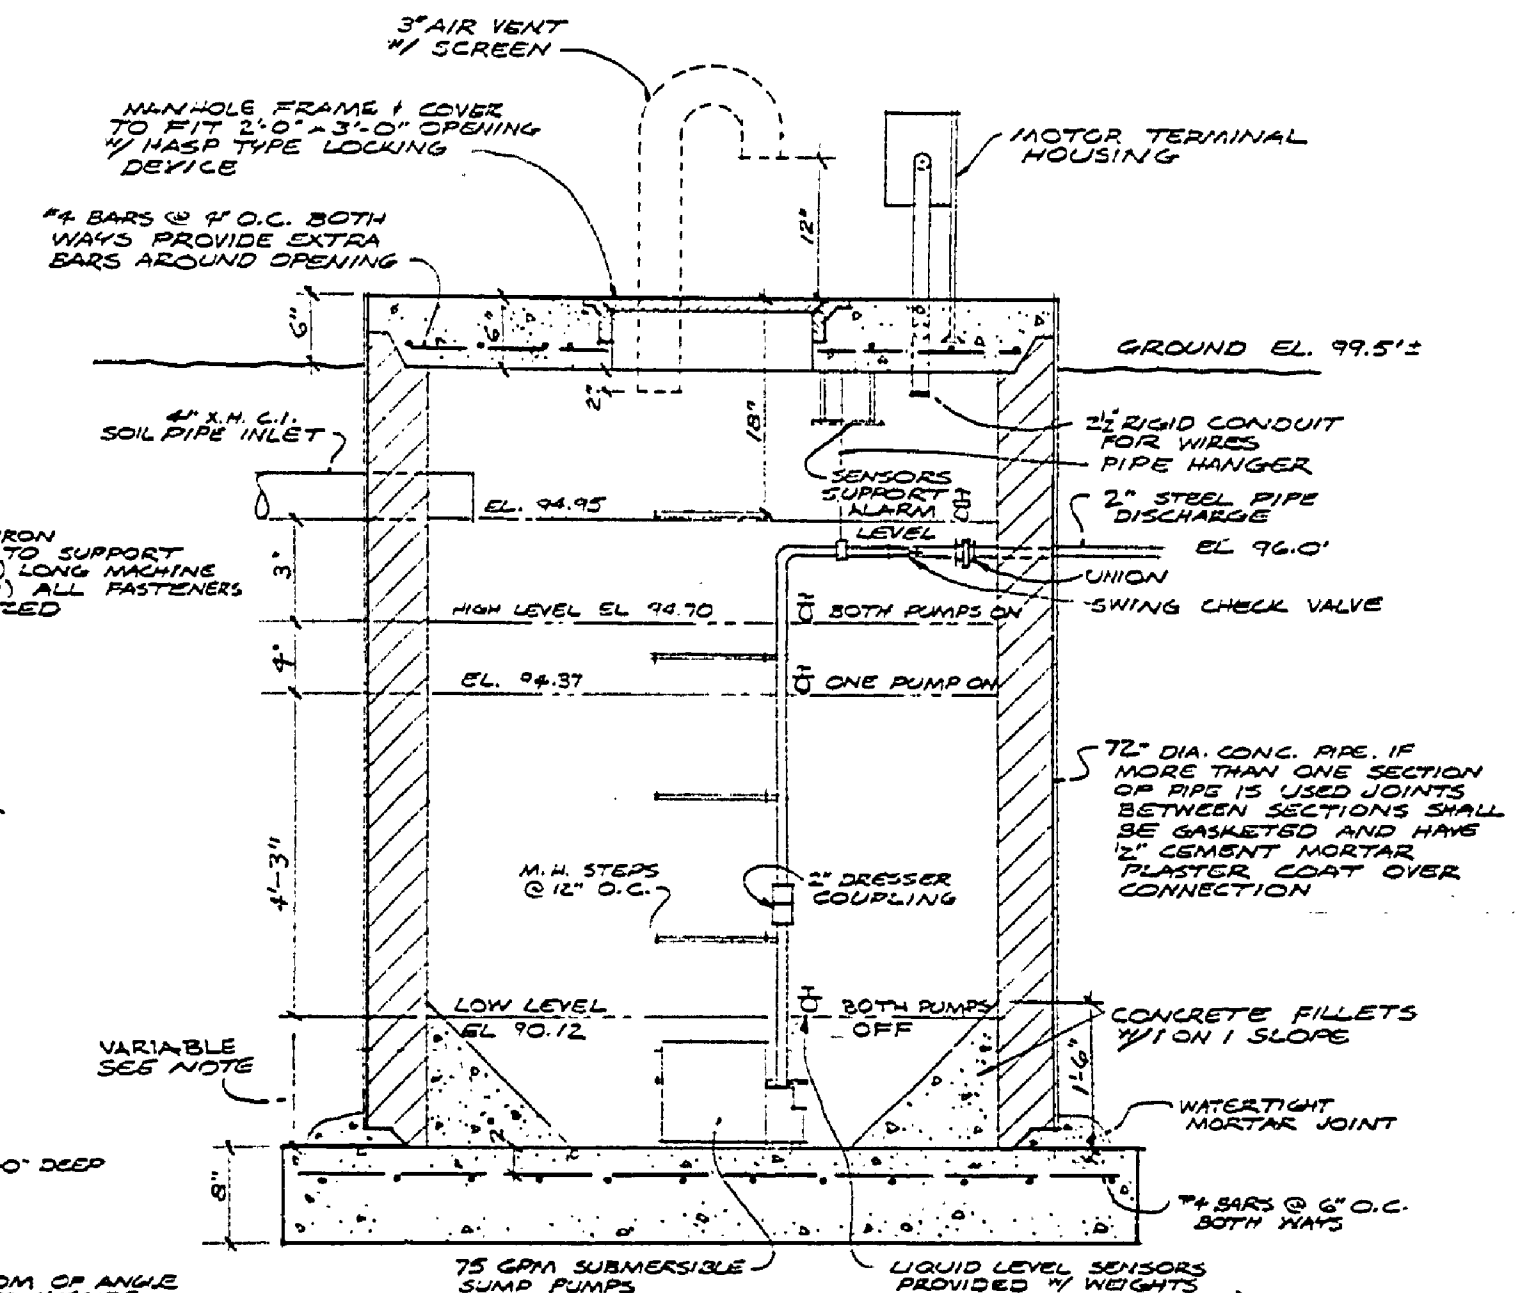 3" AIR VENT
W/ SCREEN
MANHOLE FRAME & COVER
TO FIT 2'-0" x 3'-0" OPENING
W/ HASP TYPE LOCKING
DEVICE
MOTOR TERMINAL
HOUSING
#4 BARS @ 4" O.C. BOTH
WAYS PROVIDE EXTRA
BARS AROUND OPENING
12"
6"
6"
GROUND EL. 99.5'±
2"
18"
4" X.H. C.I.
SOIL PIPE INLET
2½" RIGID CONDUIT
FOR WIRES
PIPE HANGER
SENSORS
SUPPORT
ALARM
LEVEL
2" STEEL PIPE
DISCHARGE
EL. 94.95
EL 96.0'
IRON
TO SUPPORT
LONG MACHINE
ALL FASTENERS
3"
UNION
SWING CHECK VALVE
HIGH LEVEL EL 94.70
BOTH PUMPS ON
4"
EL. 94.37
ONE PUMP ON
72" DIA. CONC. PIPE. IF
MORE THAN ONE SECTION
OF PIPE IS USED JOINTS
BETWEEN SECTIONS SHALL
BE GASKETED AND HAVE
½" CEMENT MORTAR
PLASTER COAT OVER
CONNECTION
4'-3"
M.H. STEPS
@ 12" O.C.
2" DRESSER
COUPLING
LOW LEVEL
EL 90.12
BOTH PUMPS
OFF
CONCRETE FILLETS
W/ 1 ON 1 SLOPE
VARIABLE
SEE NOTE
1'-6"
WATERTIGHT
MORTAR JOINT
2"
0" DEEP
8"
#4 BARS @ 6" O.C.
BOTH WAYS
75 GPM SUBMERSIBLE
SUMP PUMPS
LIQUID LEVEL SENSORS
PROVIDED W/ WEIGHTS
OM OF ANGLE